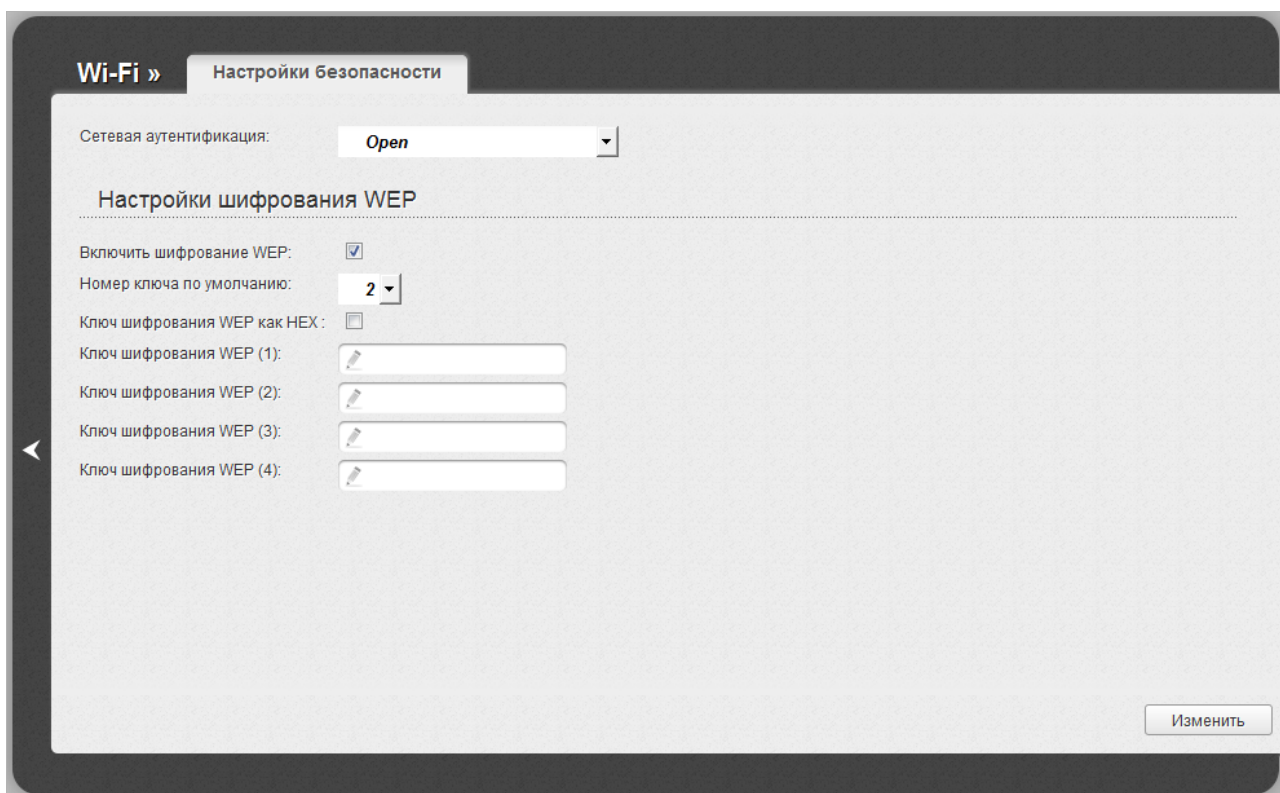 Wi-Fi » Настройки безопасности
Сетевая аутентификация: Open
Настройки шифрования WEP
Включить шифрование WEP:
Номер ключа по умолчанию: 2
Ключ шифрования WEP как HEX :
Ключ шифрования WEP (1):
Ключ шифрования WEP (2):
Ключ шифрования WEP (3):
Ключ шифрования WEP (4):
Изменить